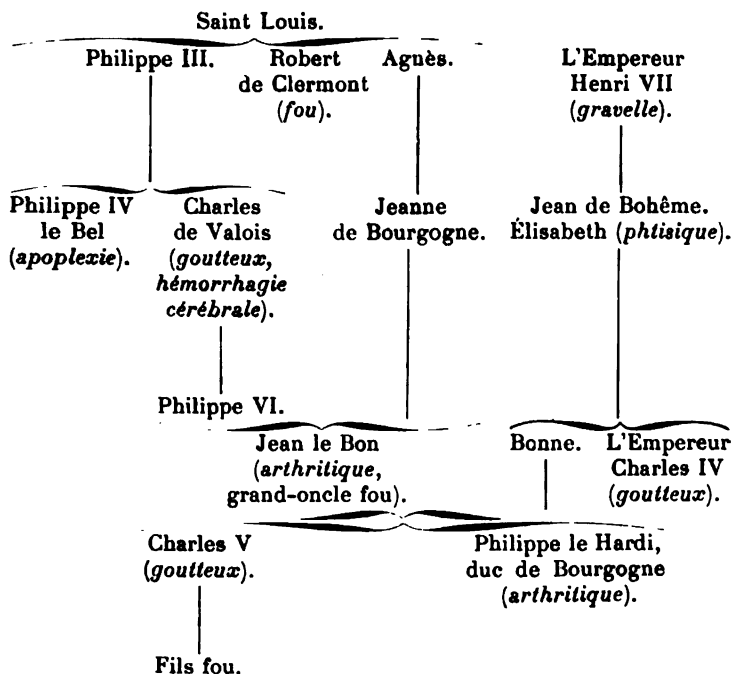 Saint Louis.
Philippe III.
Robert
de Clermont
(fou).
Agnès.
L'Empereur
Henri VII
(gravelle).
Philippe IV
le Bel
(apoplexie).
Charles
de Valois
(goutteux,
hémorrhagie
cérébrale).
Jeanne
de Bourgogne.
Jean de Bohême.
Élisabeth (phtisique).
Philippe VI.
Jean le Bon
(arthritique,
grand-oncle fou).
Bonne.
L'Empereur
Charles IV
(goutteux).
Charles V
(goutteux).
Philippe le Hardi,
duc de Bourgogne
(arthritique).
Fils fou.